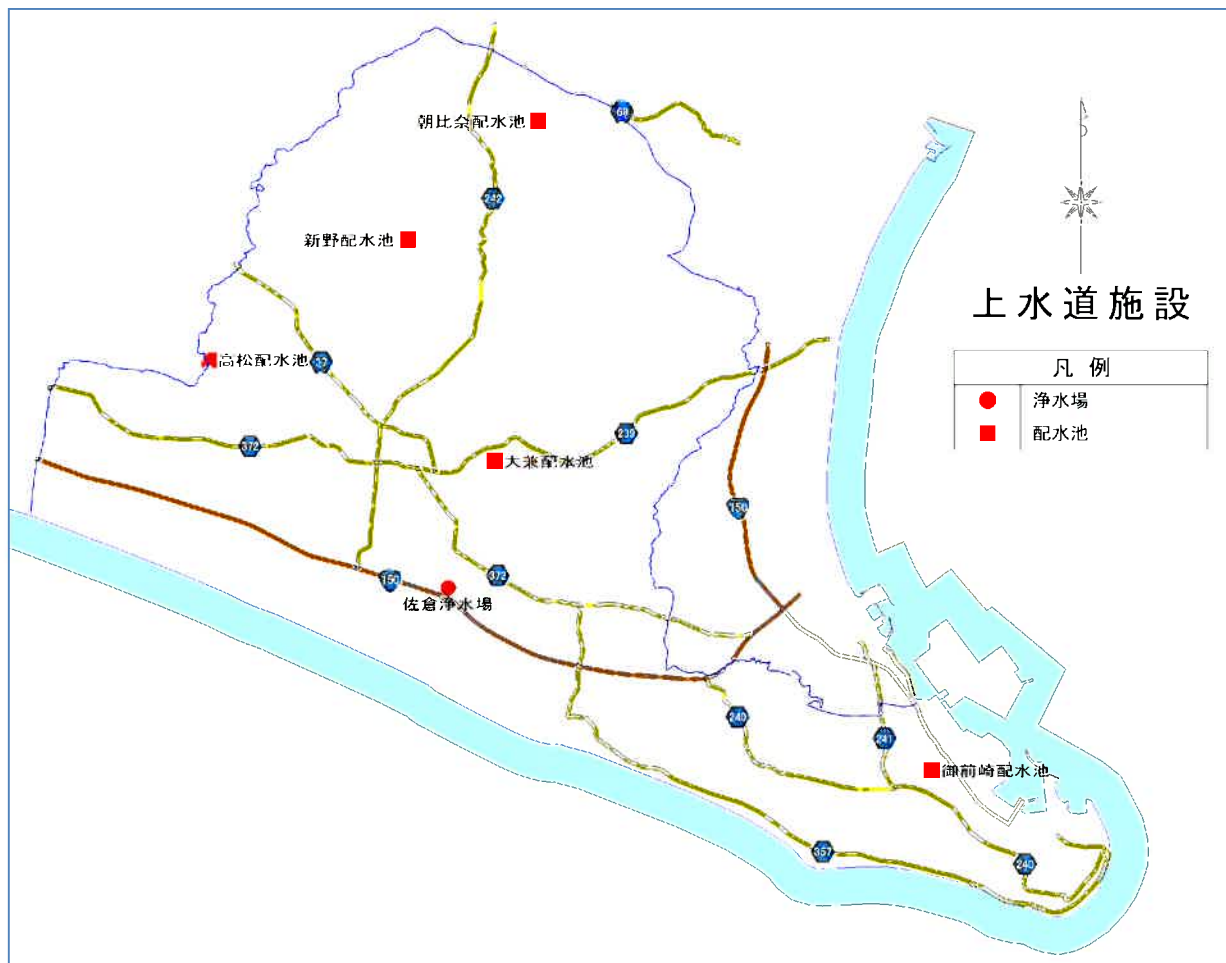 69
朝比奈配水池
242
新野配水池
上水道施設
凡例
浄水場
配水池
高松配水池
37
239
372
大兼配水池
150
150
372
佐倉浄水場
240
241
御前崎配水池
357
240